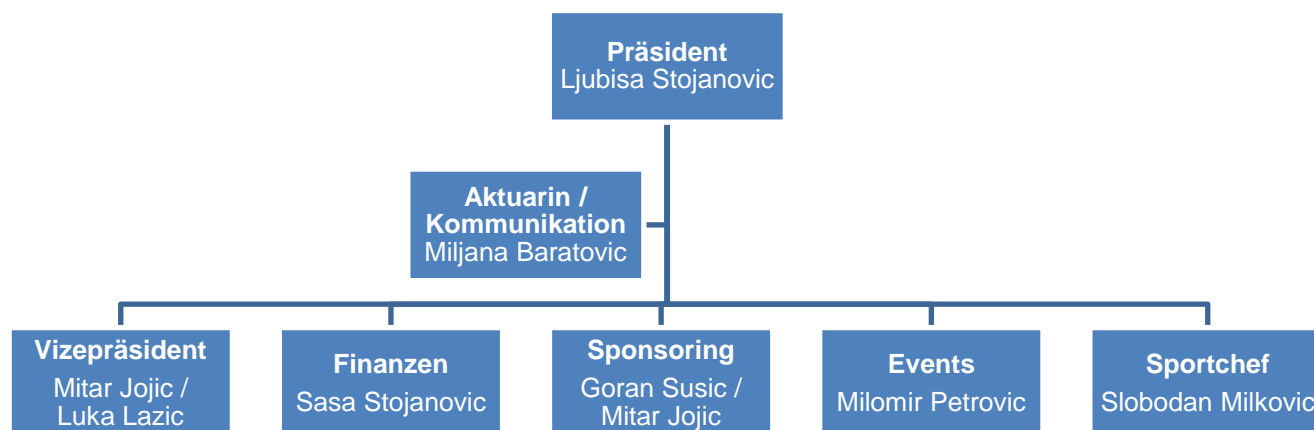 Präsident
Ljubisa Stojanovic
Aktuarin /
Kommunikation
Miljana Baratovic
Vizepräsident
Mitar Jojic /
Luka Lazic
Finanzen
Sasa Stojanovic
Sponsoring
Goran Susic /
Mitar Jojic
Events
Milomir Petrovic
Sportchef
Slobodan Milkovic